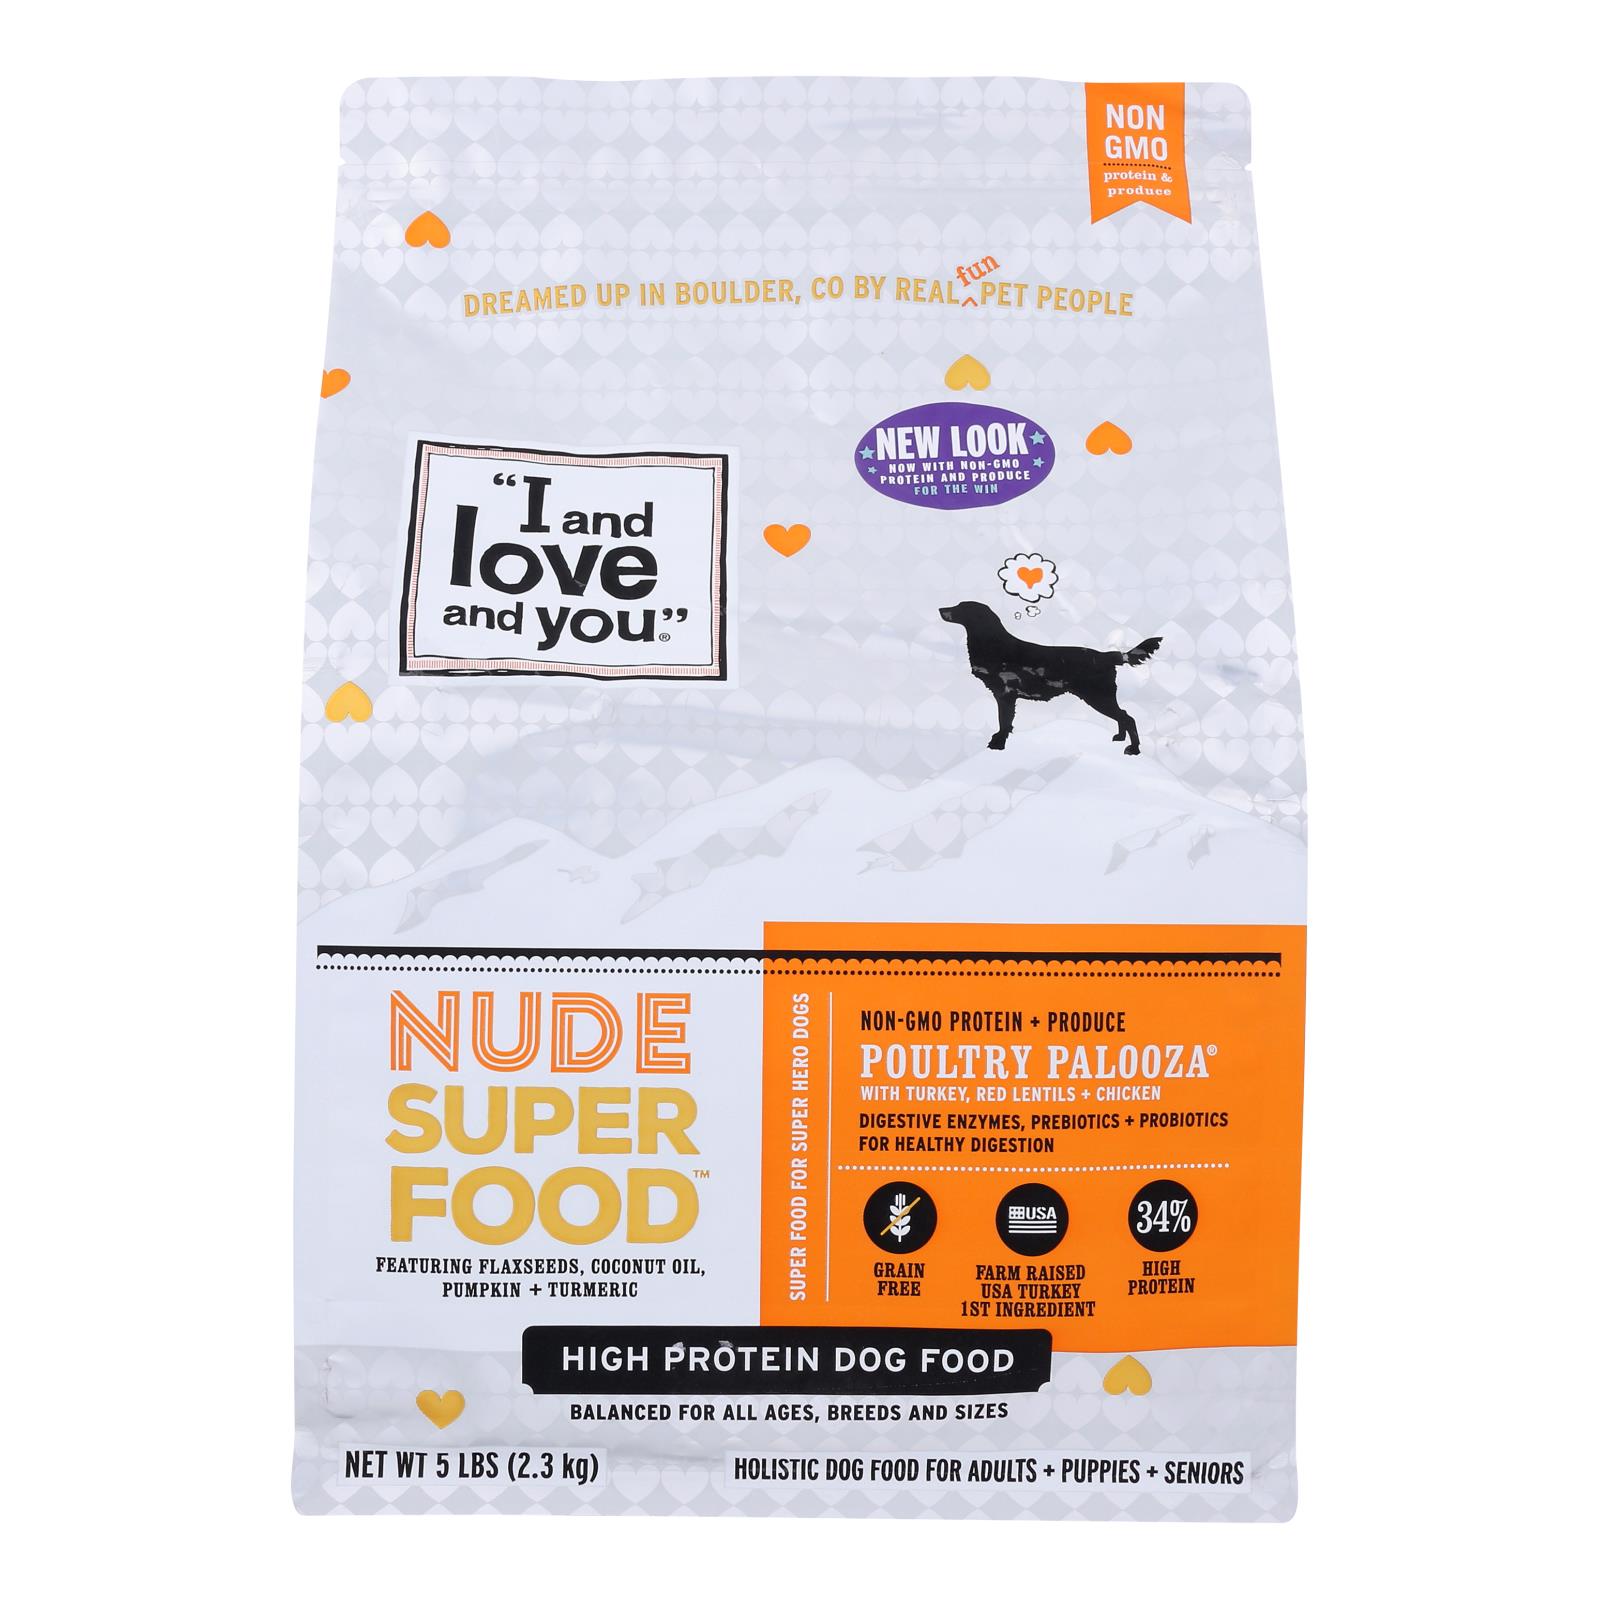 NON
GMO
protein &
produce
DREAMED UP IN BOULDER, CO BY REAL fun PET PEOPLE
NEW LOOK
NOW WITH NON-GMO
PROTEIN AND PRODUCE
FOR THE WIN
“I and
love
and you”®
NUDE
SUPER
FOOD™
FEATURING FLAXSEEDS, COCONUT OIL,
PUMPKIN + TURMERIC
SUPER FOOD FOR SUPER HERO DOGS
NON-GMO PROTEIN + PRODUCE
POULTRY PALOOZA®
WITH TURKEY, RED LENTILS + CHICKEN
DIGESTIVE ENZYMES, PREBIOTICS + PROBIOTICS
FOR HEALTHY DIGESTION
GRAIN
FREE
USA
FARM RAISED
USA TURKEY
1ST INGREDIENT
34%
HIGH
PROTEIN
HIGH PROTEIN DOG FOOD
BALANCED FOR ALL AGES, BREEDS AND SIZES
NET WT 5 LBS (2.3 kg)
HOLISTIC DOG FOOD FOR ADULTS + PUPPIES + SENIORS